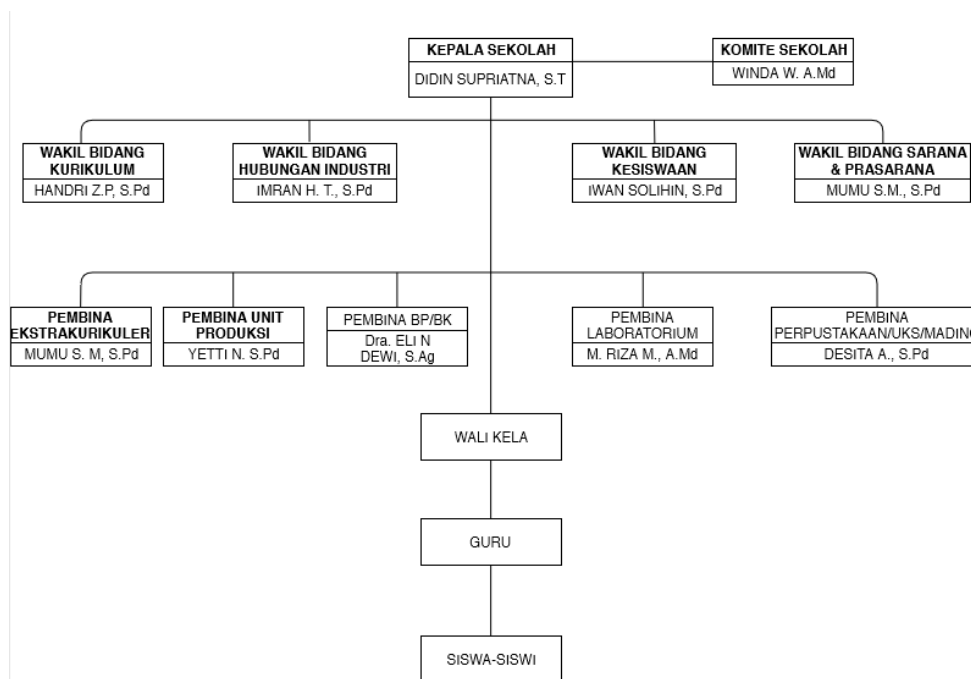 KEPALA SEKOLAH
DIDIN SUPRIATNA, S.T
KOMITE SEKOLAH
WINDA W. A.Md
WAKIL BIDANG
KURIKULUM
HANDRI Z.P, S.Pd
WAKIL BIDANG
HUBUNGAN INDUSTRI
IMRAN H. T., S.Pd
WAKIL BIDANG
KESISWAAN
IWAN SOLIHIN, S.Pd
WAKIL BIDANG SARANA
& PRASARANA
MUMU S.M., S.Pd
PEMBINA
EKSTRAKURIKULER
MUMU S. M, S.Pd
PEMBINA UNIT
PRODUKSI
YETTI N. S.Pd
PEMBINA BP/BK
Dra. ELI N
DEWI, S.Ag
PEMBINA
LABORATORIUM
M. RIZA M., A.Md
PEMBINA
PERPUSTAKAAN/UKS/MADING
DESITA A., S.Pd
WALI KELA
GURU
SISWA-SISWI